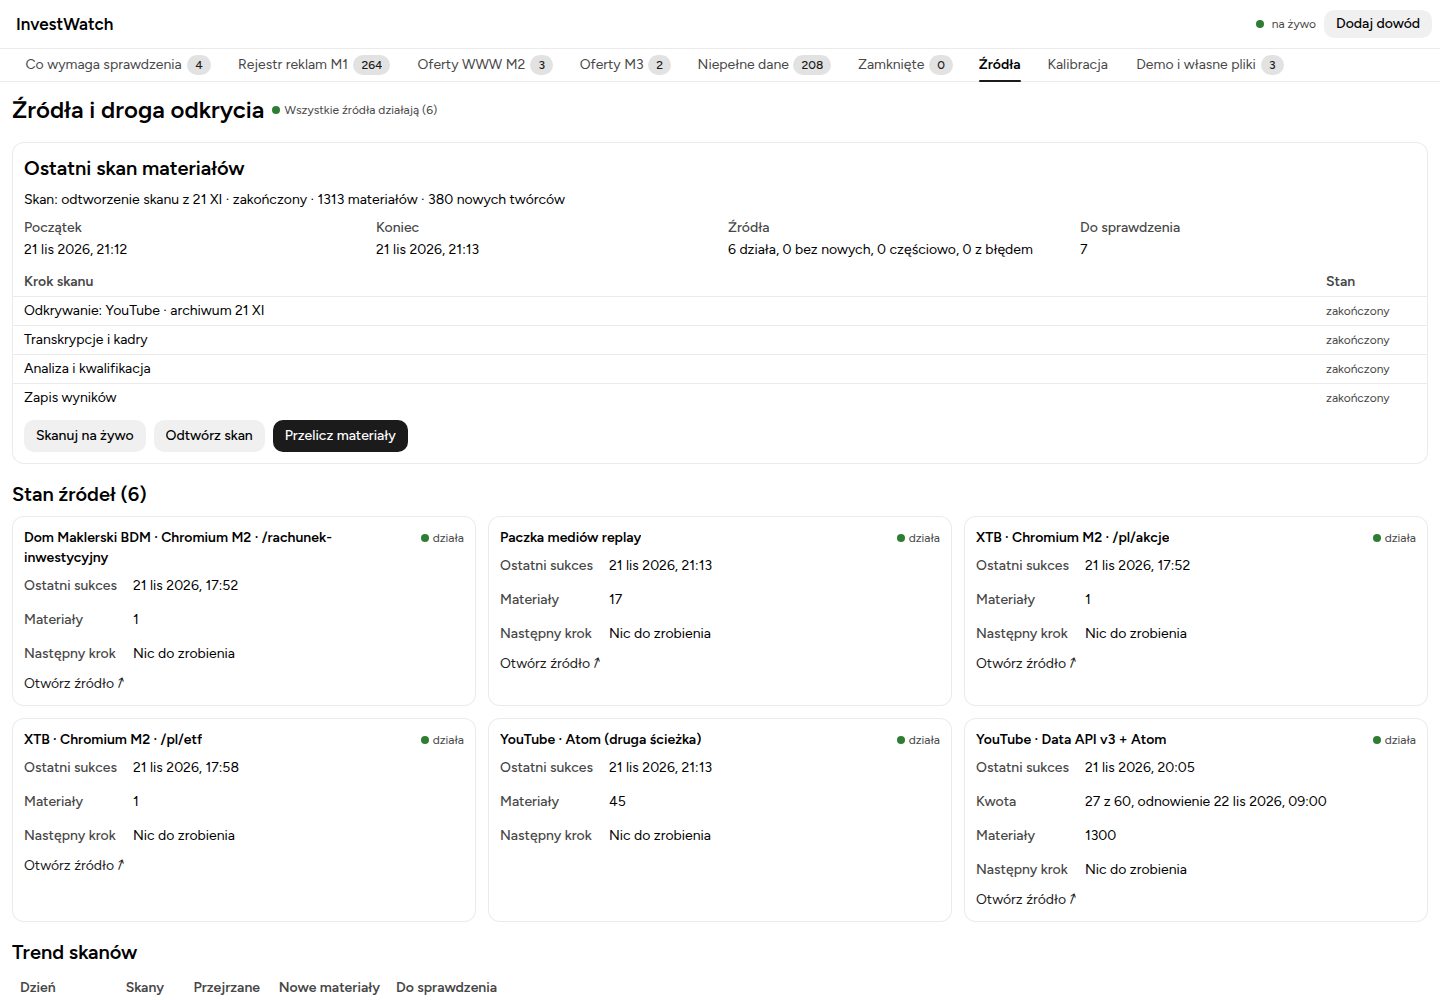 InvestWatch
na żywo
Dodaj dowód
Co wymaga sprawdzenia 4
Rejestr reklam M1 264
Oferty WWW M2 3
Oferty M3 2
Niepełne dane 208
Zamknięte 0
Źródła
Kalibracja
Demo i własne pliki 3
Źródła i droga odkrycia
Wszystkie źródła działają (6)
Ostatni skan materiałów
Skan: odtworzenie skanu z 21 XI · zakończony · 1313 materiałów · 380 nowych twórców
Początek
21 lis 2026, 21:12
Koniec
21 lis 2026, 21:13
Źródła
6 działa, 0 bez nowych, 0 częściowo, 0 z błędem
Do sprawdzenia
7
Krok skanu Stan
Odkrywanie: YouTube · archiwum 21 XI zakończony
Transkrypcje i kadry zakończony
Analiza i kwalifikacja zakończony
Zapis wyników zakończony
Skanuj na żywo
Odtwórz skan
Przelicz materiały
Stan źródeł (6)
Dom Maklerski BDM · Chromium M2 · /rachunek-
inwestycyjny
działa
Ostatni sukces 21 lis 2026, 17:52
Materiały 1
Następny krok Nic do zrobienia
Otwórz źródło ↗
Paczka mediów replay
działa
Ostatni sukces 21 lis 2026, 21:13
Materiały 17
Następny krok Nic do zrobienia
Otwórz źródło ↗
XTB · Chromium M2 · /pl/akcje
działa
Ostatni sukces 21 lis 2026, 17:52
Materiały 1
Następny krok Nic do zrobienia
Otwórz źródło ↗
XTB · Chromium M2 · /pl/etf
działa
Ostatni sukces 21 lis 2026, 17:58
Materiały 1
Następny krok Nic do zrobienia
Otwórz źródło ↗
YouTube · Atom (druga ścieżka)
działa
Ostatni sukces 21 lis 2026, 21:13
Materiały 45
Następny krok Nic do zrobienia
YouTube · Data API v3 + Atom
działa
Ostatni sukces 21 lis 2026, 20:05
Kwota 27 z 60, odnowienie 22 lis 2026, 09:00
Materiały 1300
Następny krok Nic do zrobienia
Otwórz źródło ↗
Trend skanów
Dzień Skany Przejrzane Nowe materiały Do sprawdzenia